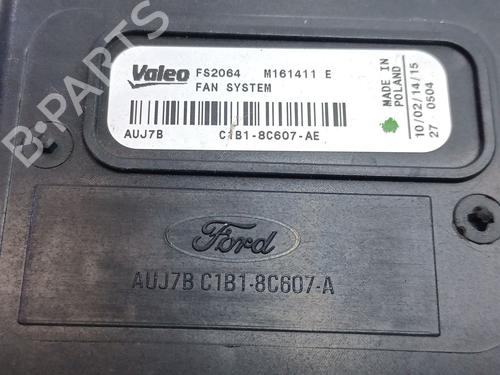 Valeo FS2064 M161411 E
FAN SYSTEM
AUJ7B C1B1-8C607-AE
MADE IN
POLAND
10/02/14/15
27 0504
Ford
AUJ7B C1B1-8C607-A
B-PARTS